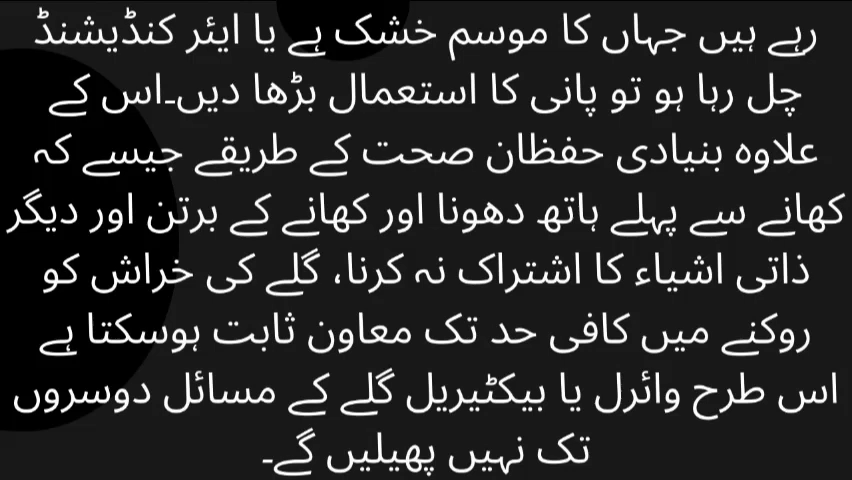 رہے ہیں جہاں کا موسم خشک ہے یا ایئر کنڈیشنڈ
چل رہا ہو تو پانی کا استعمال بڑھا دیں۔اس کے
علاوہ بنیادی حفظان صحت کے طریقے جیسے کہ
کھانے سے پہلے ہاتھ دھونا اور کھانے کے برتن اور دیگر
ذاتی اشیاء کا اشتراک نہ کرنا، گلے کی خراش کو
روکنے میں کافی حد تک معاون ثابت ہوسکتا ہے
اس طرح وائرل یا بیکٹیریل گلے کے مسائل دوسروں
تک نہیں پھیلیں گے۔